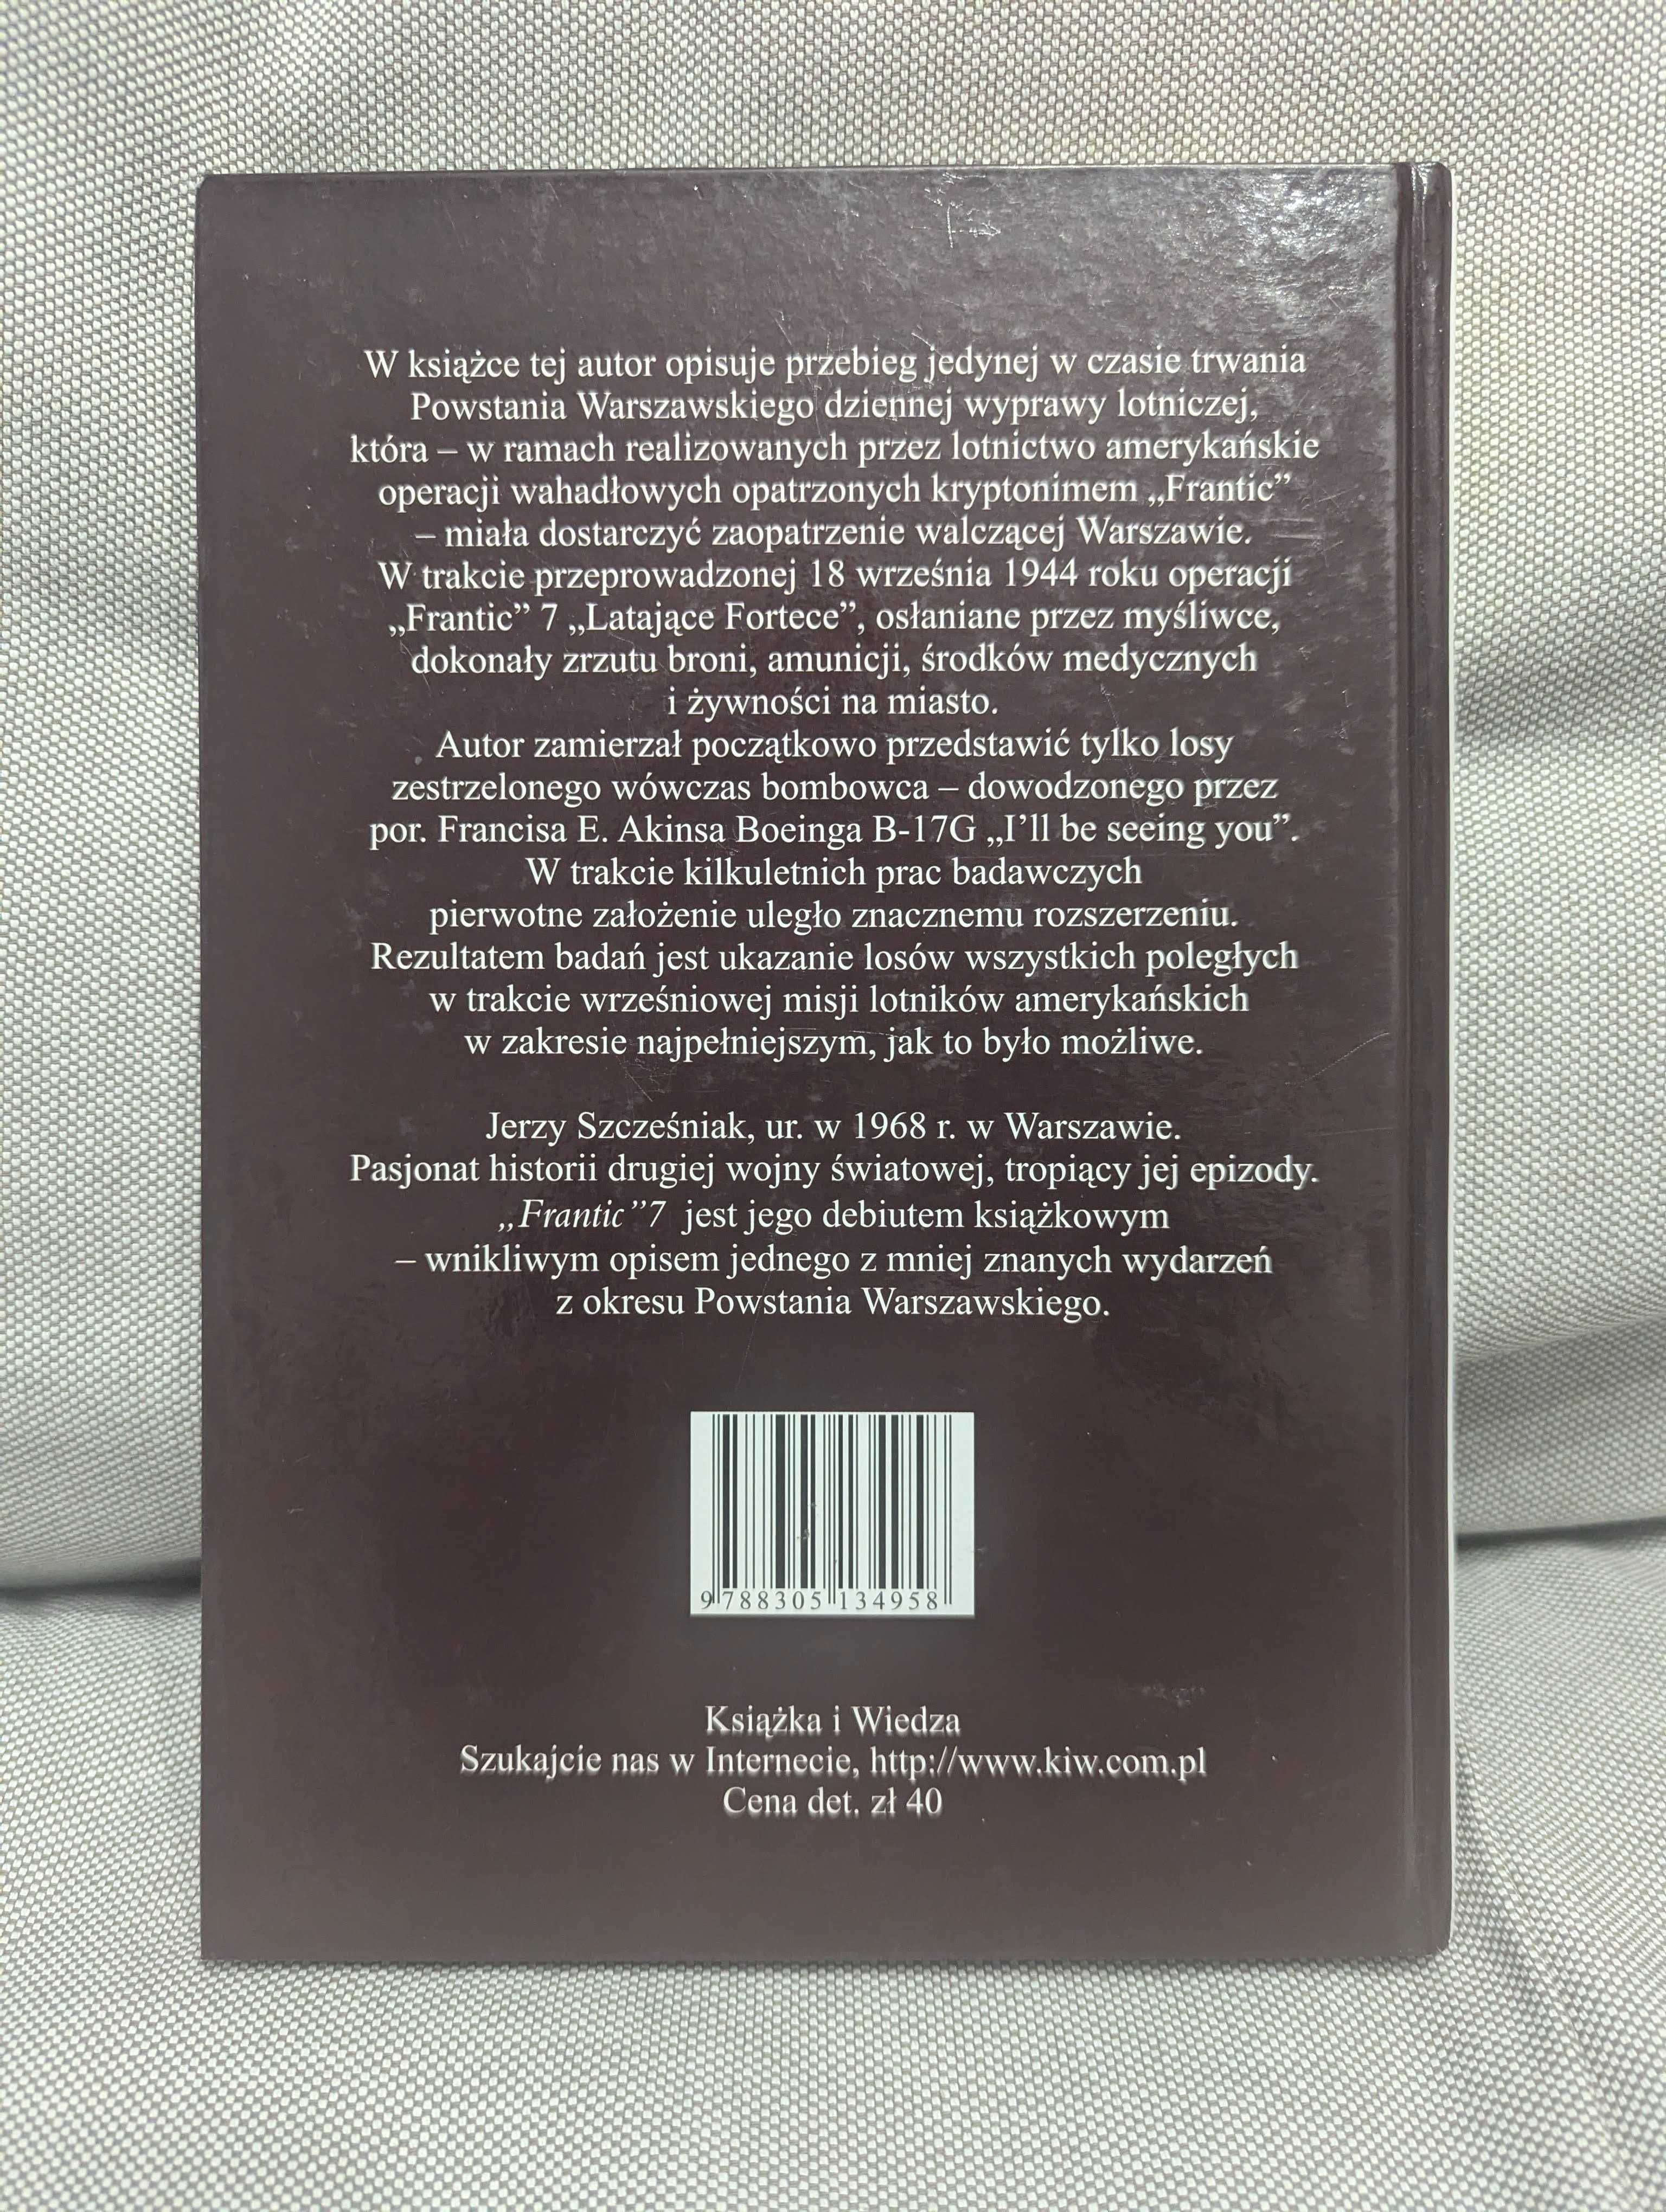 W książce tej autor opisuje przebieg jedynej w czasie trwania
Powstania Warszawskiego dziennej wyprawy lotniczej,
która – w ramach realizowanych przez lotnictwo amerykańskie
operacji wahadłowych opatrzonych kryptonimem „Frantic”
– miała dostarczyć zaopatrzenie walczącej Warszawie.
W trakcie przeprowadzonej 18 września 1944 roku operacji
„Frantic” 7 „Latające Fortece”, osłaniane przez myśliwce,
dokonały zrzutu broni, amunicji, środków medycznych
i żywności na miasto.
Autor zamierzał początkowo przedstawić tylko losy
zestrzelonego wówczas bombowca – dowodzonego przez
por. Francisa E. Akinsa Boeinga B-17G „I’ll be seeing you”.
W trakcie kilkuletnich prac badawczych
pierwotne założenie uległo znacznemu rozszerzeniu.
Rezultatem badań jest ukazanie losów wszystkich poległych
w trakcie wrześniowej misji lotników amerykańskich
w zakresie najpełniejszym, jak to było możliwe.
Jerzy Szcześniak, ur. w 1968 r. w Warszawie.
Pasjonat historii drugiej wojny światowej, tropiący jej epizody.
„Frantic”7 jest jego debiutem książkowym
– wnikliwym opisem jednego z mniej znanych wydarzeń
z okresu Powstania Warszawskiego.
9 788305 134958
Książka i Wiedza
Szukajcie nas w Internecie, http://www.kiw.com.pl
Cena det. zł 40